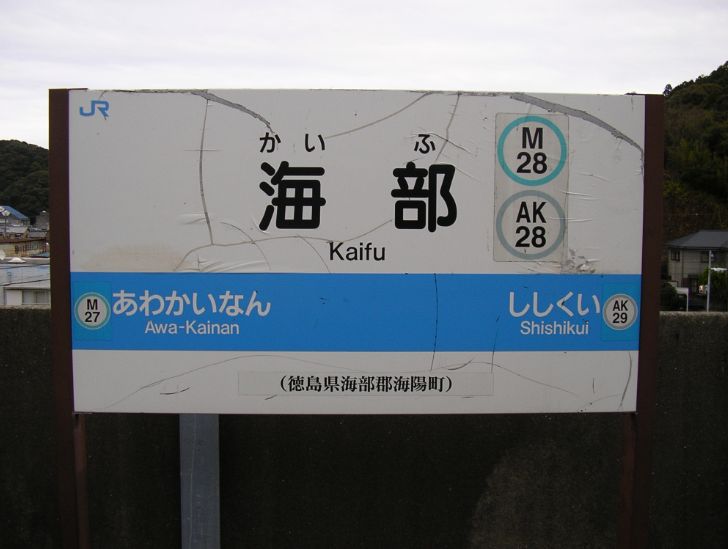 JR
かいふ
海部
Kaifu
M
28
AK
28
M
27
あわかいなん
Awa-Kainan
ししくい
Shishikui
AK
29
(徳島県海部郡海陽町)